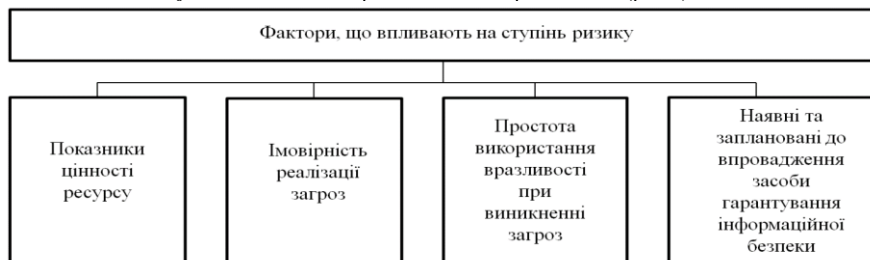 Фактори, що впливають на ступінь ризику
Показники
цінності
ресурсу
Імовірність
реалізації
загроз
Простота
використання
вразливості
при
виникненні
загроз
Наявні та
заплановані до
впровадження
засоби
гарантування
інформаційної
безпеки